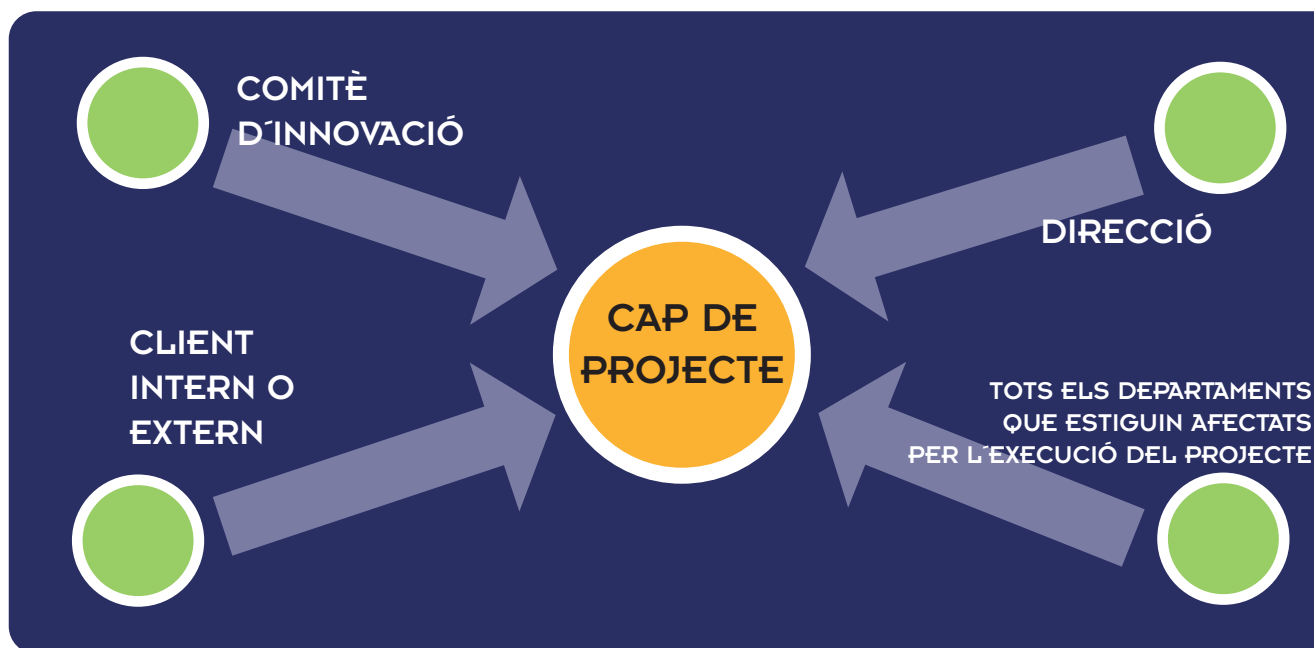 COMITÈ
D´INNOVACIÓ
DIRECCIÓ
CAP DE
PROJECTE
CLIENT
INTERN O
EXTERN
TOTS ELS DEPARTAMENTS
QUE ESTIGUIN AFECTATS
PER L´EXECUCIÓ DEL PROJECTE